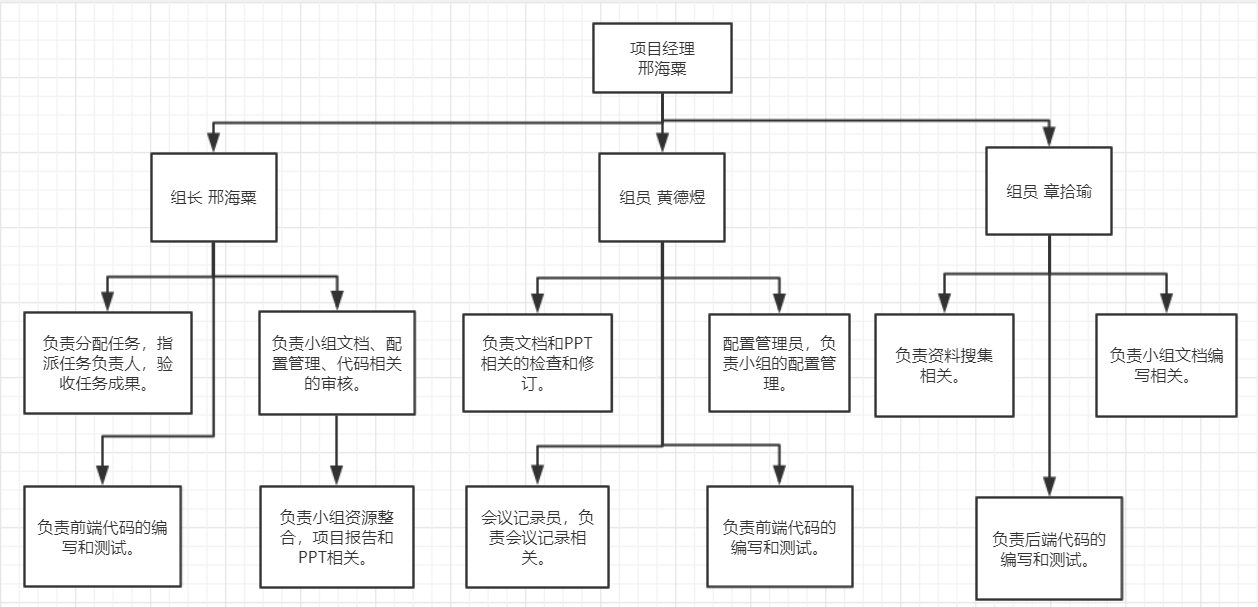 项目经理
邢海粟
组长 邢海粟
组员 黄德煜
组员 章拾瑜
负责分配任务，指
派任务负责人，验
收任务成果。
负责小组文档、配
置管理、代码相关
的审核。
负责文档和PPT
相关的检查和修
订。
配置管理员，负
责小组的配置管
理。
负责资料搜集
相关。
负责小组文档编
写相关。
负责前端代码的编
写和测试。
负责小组资源整
合，项目报告和
PPT相关。
会议记录员，负
责会议记录相
关。
负责前端代码的
编写和测试。
负责后端代码的
编写和测试。